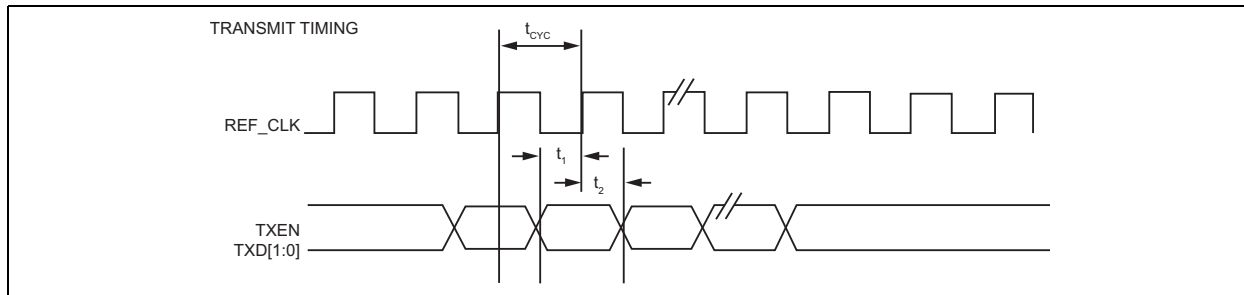 TRANSMIT TIMING
tCYC
REF_CLK
t1
t2
TXEN
TXD[1:0]